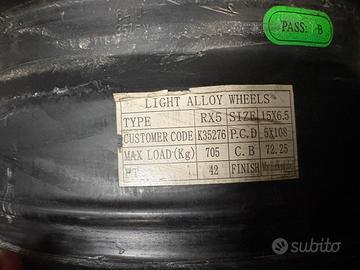 PASS: B
LIGHT ALLOY WHEELS
TYPE RX5 SIZE 15X6.5
CUSTOMER CODE K35276 P.C.D 5X108
MAX LOAD(Kg) 705 C.B 72.25
ET 42 FINISH
subito